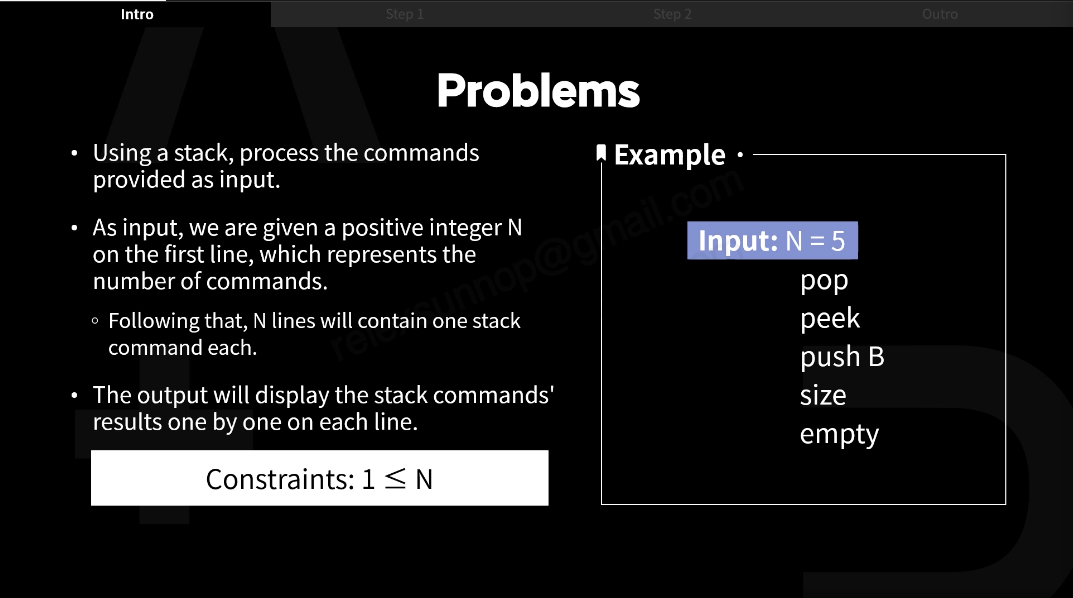 Intro
Step 1
Step 2
Outro
Problems
• Using a stack, process the commands
provided as input.
• As input, we are given a positive integer N
on the first line, which represents the
number of commands.
◦ Following that, N lines will contain one stack
command each.
• The output will display the stack commands'
results one by one on each line.
Constraints: 1 ≤ N
Example
Input: N = 5
pop
peek
push B
size
empty